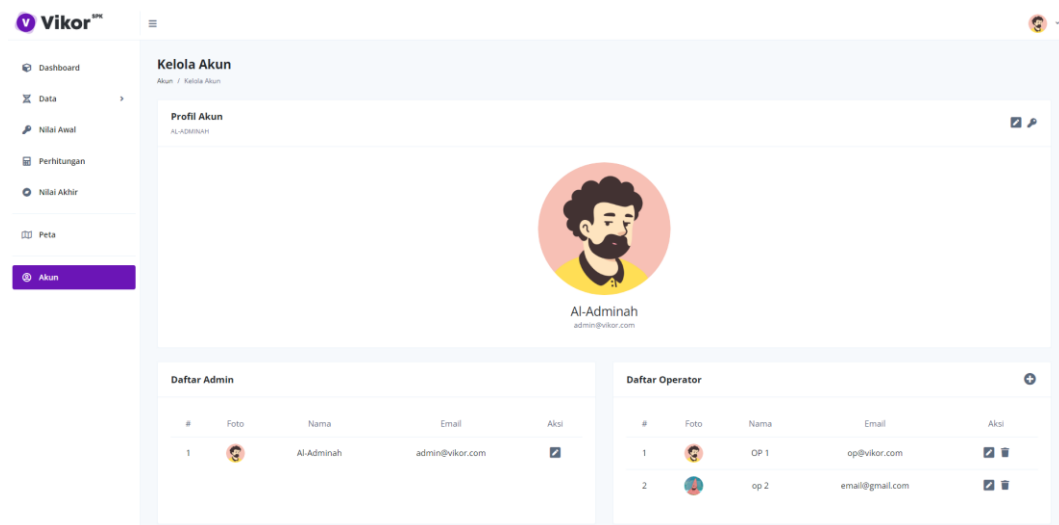 V Vikor SPK
Dashboard
Data
Nilai Awal
Perhitungan
Nilai Akhir
Peta
Akun
Kelola Akun
Akun / Kelola Akun
Profil Akun
AL-ADMINAH
Al-Adminah
admin@vikor.com
Daftar Admin
# Foto Nama Email Aksi
1 Al-Adminah admin@vikor.com
Daftar Operator
# Foto Nama Email Aksi
1 OP 1 op@vikor.com
2 op 2 email@gmail.com